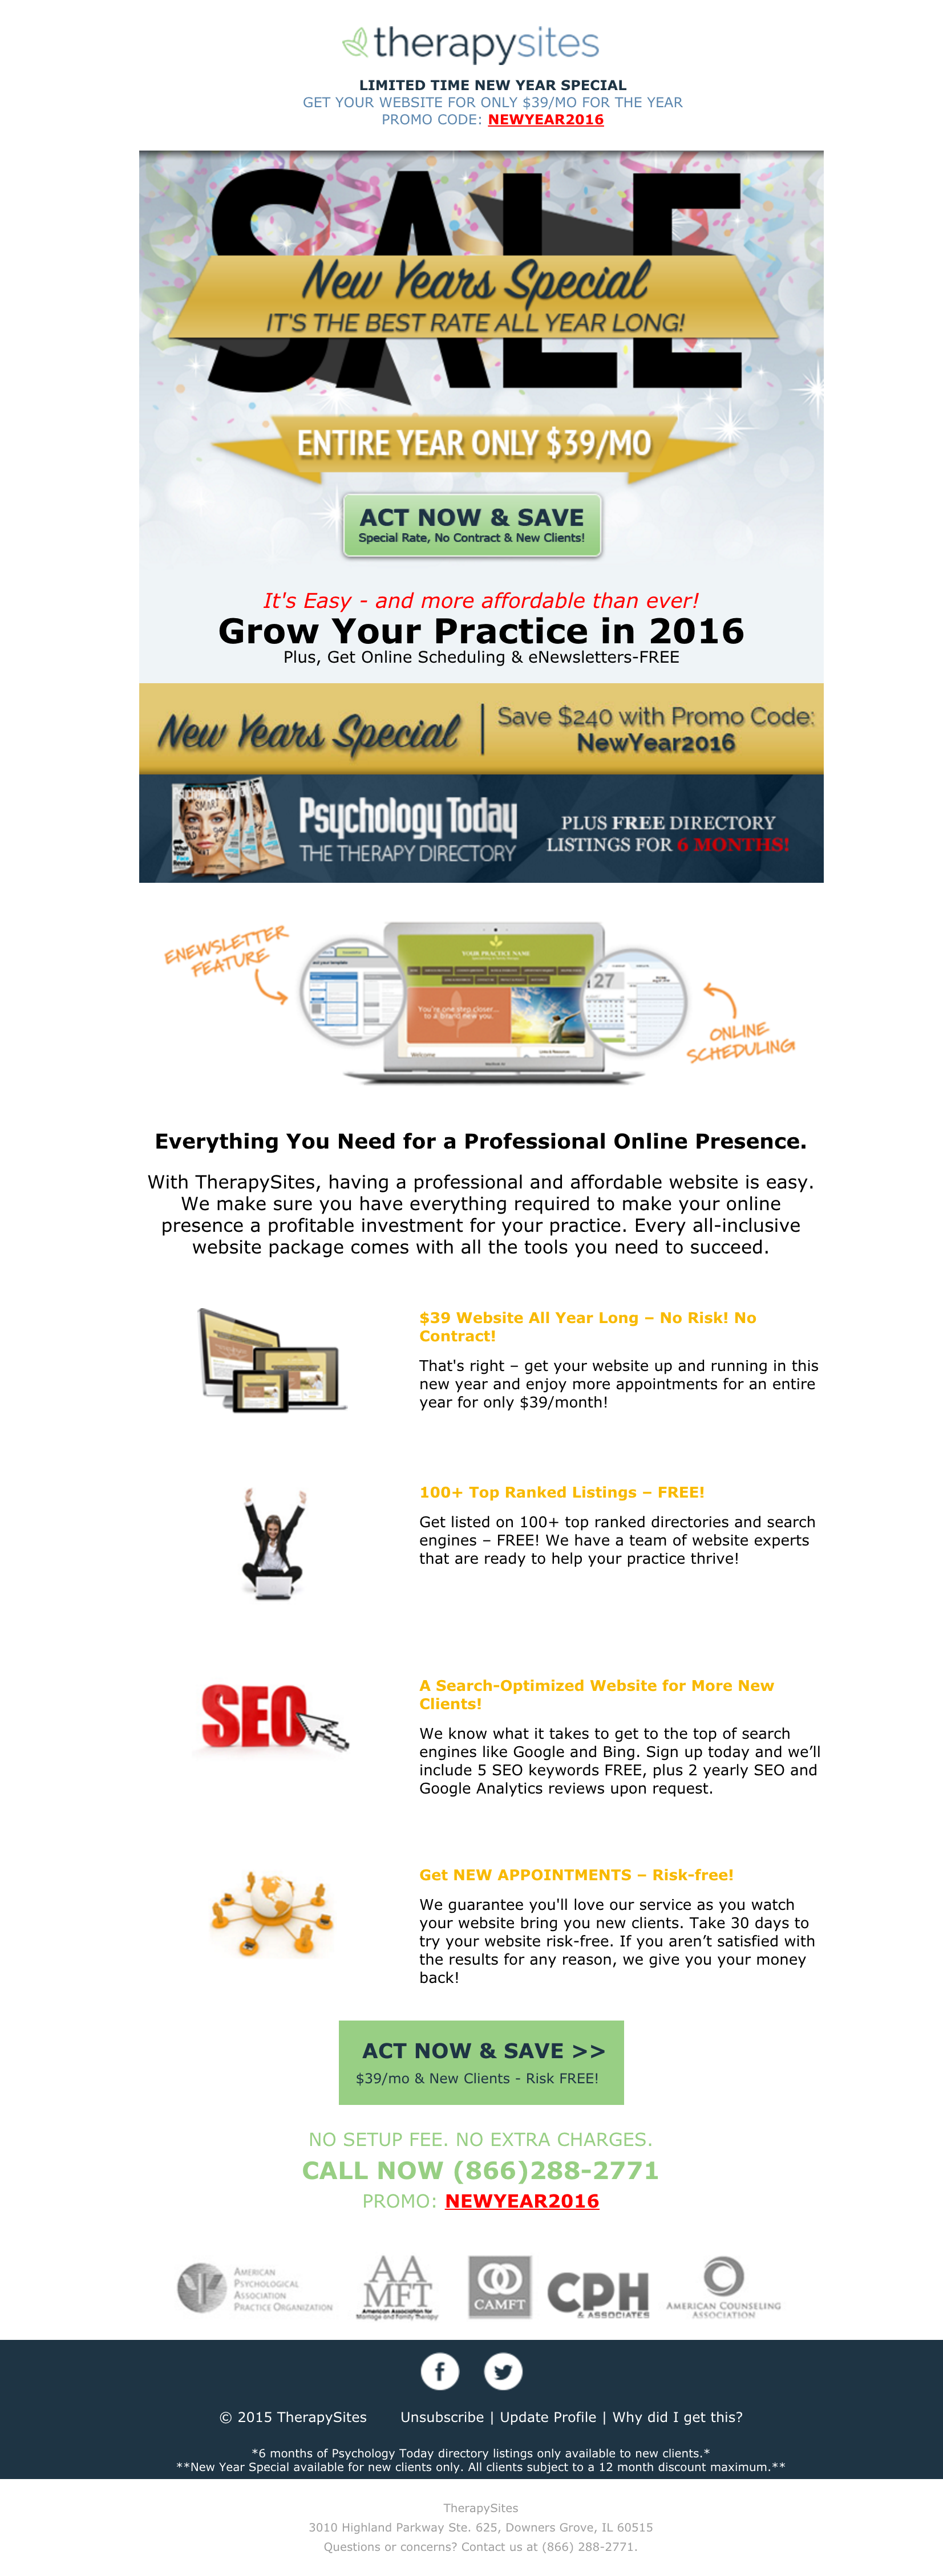 therapysites
LIMITED TIME NEW YEAR SPECIAL
GET YOUR WEBSITE FOR ONLY $39/MO FOR THE YEAR
PROMO CODE: NEWYEAR2016
SALE
New Years Special
IT'S THE BEST RATE ALL YEAR LONG!
ENTIRE YEAR ONLY $39/MO
ACT NOW & SAVE
Special Rate, No Contract & New Clients!
It's Easy - and more affordable than ever!
Grow Your Practice in 2016
Plus, Get Online Scheduling & eNewsletters-FREE
New Years Special
Save $240 with Promo Code:
NewYear2016
SMART
Psychology Today
THE THERAPY DIRECTORY
PLUS FREE DIRECTORY
LISTINGS FOR 6 MONTHS!
ENEWSLETTER
FEATURE
YOUR PRACTICE NAME
27
You're one step closer...
to a brand new you.
Welcome
ONLINE
SCHEDULING
Everything You Need for a Professional Online Presence.
With TherapySites, having a professional and affordable website is easy.
We make sure you have everything required to make your online
presence a profitable investment for your practice. Every all-inclusive
website package comes with all the tools you need to succeed.
$39 Website All Year Long – No Risk! No
Contract!
That's right – get your website up and running in this
new year and enjoy more appointments for an entire
year for only $39/month!
100+ Top Ranked Listings – FREE!
Get listed on 100+ top ranked directories and search
engines – FREE! We have a team of website experts
that are ready to help your practice thrive!
SEO
A Search-Optimized Website for More New
Clients!
We know what it takes to get to the top of search
engines like Google and Bing. Sign up today and we’ll
include 5 SEO keywords FREE, plus 2 yearly SEO and
Google Analytics reviews upon request.
Get NEW APPOINTMENTS – Risk-free!
We guarantee you'll love our service as you watch
your website bring you new clients. Take 30 days to
try your website risk-free. If you aren’t satisfied with
the results for any reason, we give you your money
back!
ACT NOW & SAVE >>
$39/mo & New Clients - Risk FREE!
NO SETUP FEE. NO EXTRA CHARGES.
CALL NOW (866)288-2771
PROMO: NEWYEAR2016
AMERICAN
PSYCHOLOGICAL
ASSOCIATION
PRACTICE ORGANIZATION
AA
MFT
American Association for
Marriage and Family Therapy
CAMFT
CPH
& ASSOCIATES
AMERICAN COUNSELING
ASSOCIATION
© 2015 TherapySites Unsubscribe | Update Profile | Why did I get this?
*6 months of Psychology Today directory listings only available to new clients.*
**New Year Special available for new clients only. All clients subject to a 12 month discount maximum.**
TherapySites
3010 Highland Parkway Ste. 625, Downers Grove, IL 60515
Questions or concerns? Contact us at (866) 288-2771.